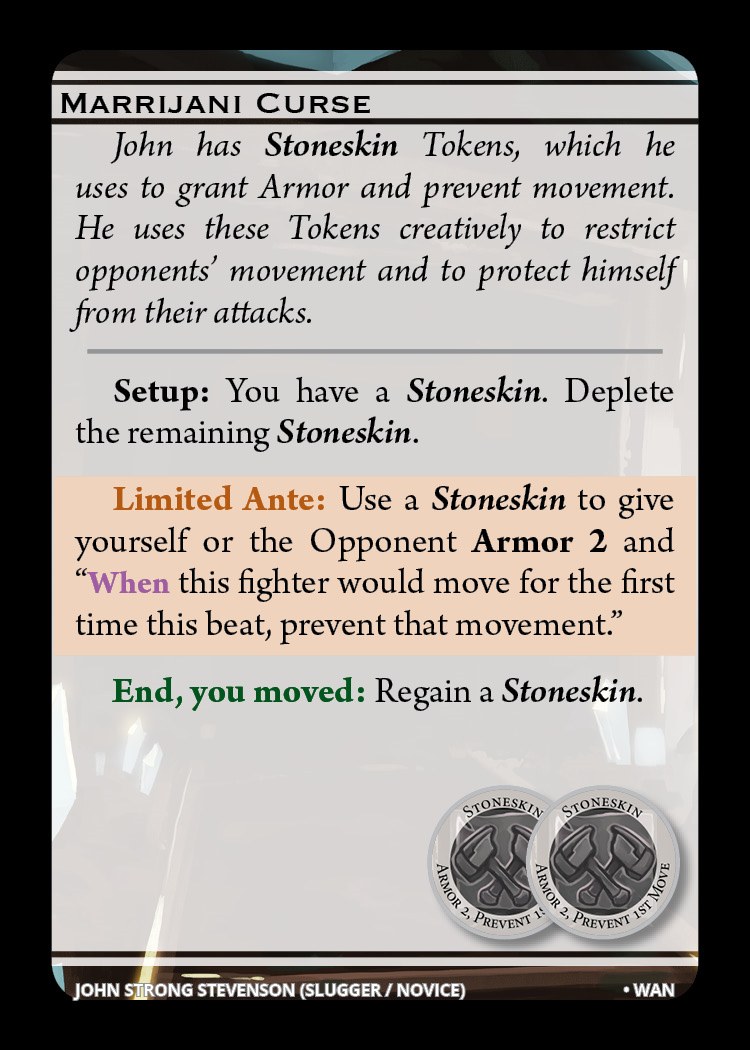 MARRIJANI CURSE
John has Stoneskin Tokens, which he
uses to grant Armor and prevent movement.
He uses these Tokens creatively to restrict
opponents’ movement and to protect himself
from their attacks.
Setup: You have a Stoneskin. Deplete
the remaining Stoneskin.
Limited Ante: Use a Stoneskin to give
yourself or the Opponent Armor 2 and
“When this fighter would move for the first
time this beat, prevent that movement.”
End, you moved: Regain a Stoneskin.
STONESKIN
ARMOR 2, PREVENT 1S
STONESKIN
ARMOR 2, PREVENT 1ST MOVE
JOHN STRONG STEVENSON (SLUGGER / NOVICE)
• WAN